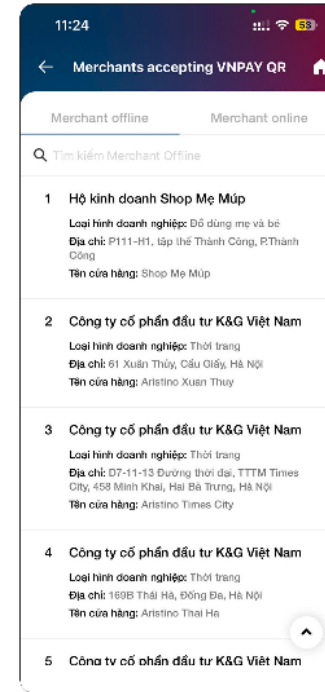 11:24
53
Merchants accepting VNPAY QR
Merchant offline
Merchant online
Tìm kiếm Merchant Offline
1 Hộ kinh doanh Shop Mẹ Múp
Loại hình doanh nghiệp: Đồ dùng mẹ và bé
Địa chỉ: P111-H1, tập thể Thành Công, P.Thành
Công
Tên cửa hàng: Shop Mẹ Múp
2 Công ty cổ phần đầu tư K&G Việt Nam
Loại hình doanh nghiệp: Thời trang
Địa chỉ: 61 Xuân Thủy, Cầu Giấy, Hà Nội
Tên cửa hàng: Aristino Xuan Thuy
3 Công ty cổ phần đầu tư K&G Việt Nam
Loại hình doanh nghiệp: Thời trang
Địa chỉ: D7-11-13 Đường thời đại, TTTM Times
City, 458 Minh Khai, Hai Bà Trưng, Hà Nội
Tên cửa hàng: Aristino Times City
4 Công ty cổ phần đầu tư K&G Việt Nam
Loại hình doanh nghiệp: Thời trang
Địa chỉ: 169B Thái Hà, Đống Đa, Hà Nội
Tên cửa hàng: Aristino Thai Ha
5 Công ty cổ phần đầu tư K&G Việt Nam